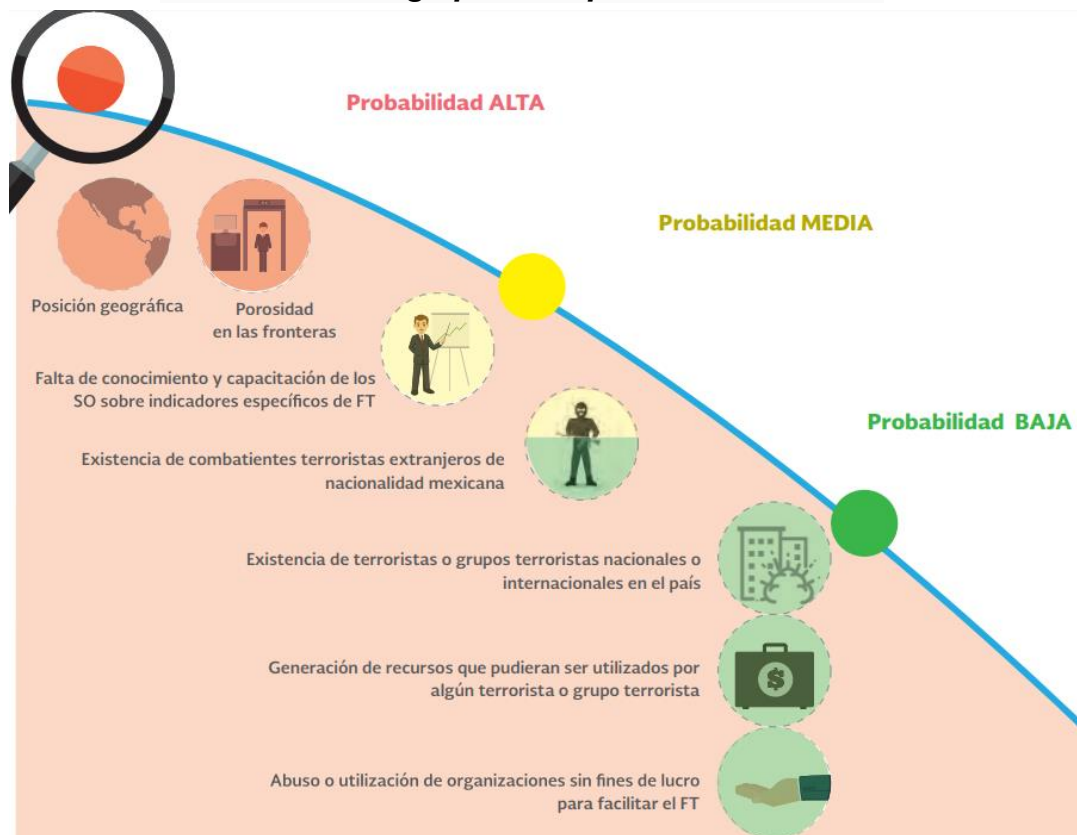 Probabilidad ALTA
Probabilidad MEDIA
Probabilidad BAJA
Posición geográfica
Porosidad
en las fronteras
Falta de conocimiento y capacitación de los
SO sobre indicadores específicos de FT
Existencia de combatientes terroristas extranjeros de
nacionalidad mexicana
Existencia de terroristas o grupos terroristas nacionales o
internacionales en el país
Generación de recursos que pudieran ser utilizados por
algún terrorista o grupo terrorista
Abuso o utilización de organizaciones sin fines de lucro
para facilitar el FT
$